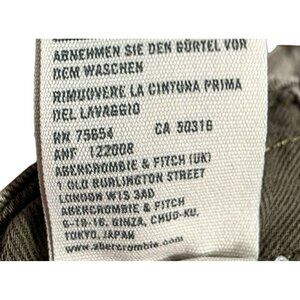 ABNEHMEN SIE DEN GÜRTEL VOR
DEM WASCHEN
RIMUOVERE LA CINTURA PRIMA
DEL LAVAGGIO
RN 75654 CA 50316
ANF 122008
ABERCROMBIE & FITCH (UK)
1 OLD BURLINGTON STREET
LONDON W1S 3AD
ABERCROMBIE & FITCH
6-10-16, GINZA, CHUO-KU,
TOKYO, JAPAN
www.abercrombie.com